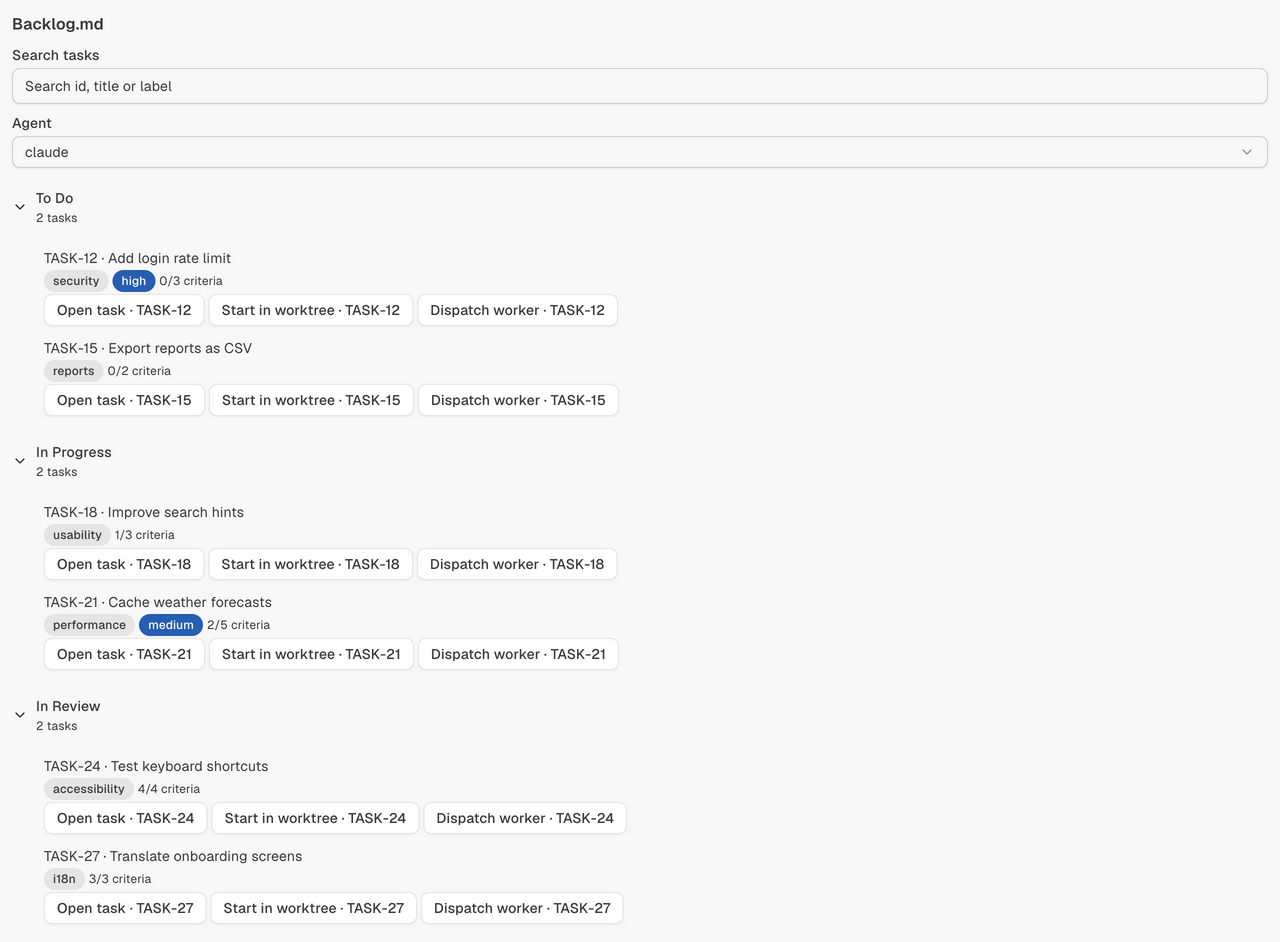 Backlog.md
Search tasks
Search id, title or label
Agent
claude
To Do
2 tasks
TASK-12 · Add login rate limit
security high 0/3 criteria
Open task · TASK-12 Start in worktree · TASK-12 Dispatch worker · TASK-12
TASK-15 · Export reports as CSV
reports 0/2 criteria
Open task · TASK-15 Start in worktree · TASK-15 Dispatch worker · TASK-15
In Progress
2 tasks
TASK-18 · Improve search hints
usability 1/3 criteria
Open task · TASK-18 Start in worktree · TASK-18 Dispatch worker · TASK-18
TASK-21 · Cache weather forecasts
performance medium 2/5 criteria
Open task · TASK-21 Start in worktree · TASK-21 Dispatch worker · TASK-21
In Review
2 tasks
TASK-24 · Test keyboard shortcuts
accessibility 4/4 criteria
Open task · TASK-24 Start in worktree · TASK-24 Dispatch worker · TASK-24
TASK-27 · Translate onboarding screens
i18n 3/3 criteria
Open task · TASK-27 Start in worktree · TASK-27 Dispatch worker · TASK-27